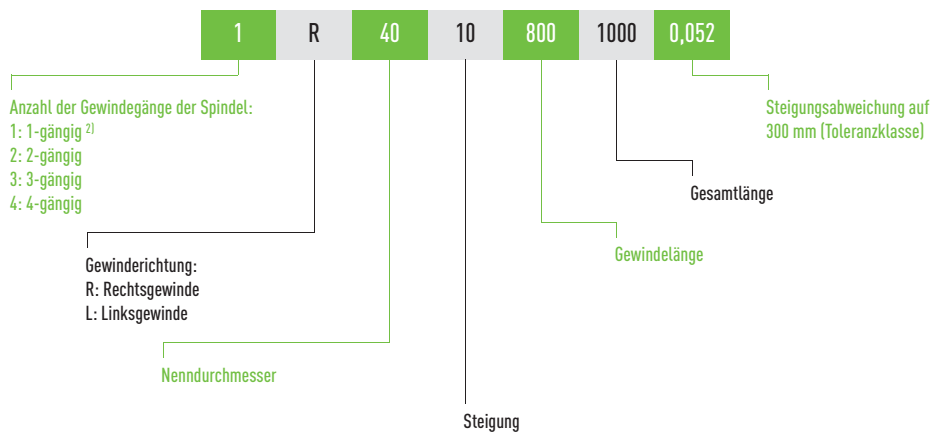 1 R 40 10 800 1000 0,052
Anzahl der Gewindegänge der Spindel:
1: 1-gängig ²⁾
2: 2-gängig
3: 3-gängig
4: 4-gängig
Steigungsabweichung auf
300 mm (Toleranzklasse)
Gesamtlänge
Gewindelänge
Gewinderichtung:
R: Rechtsgewinde
L: Linksgewinde
Nenndurchmesser
Steigung